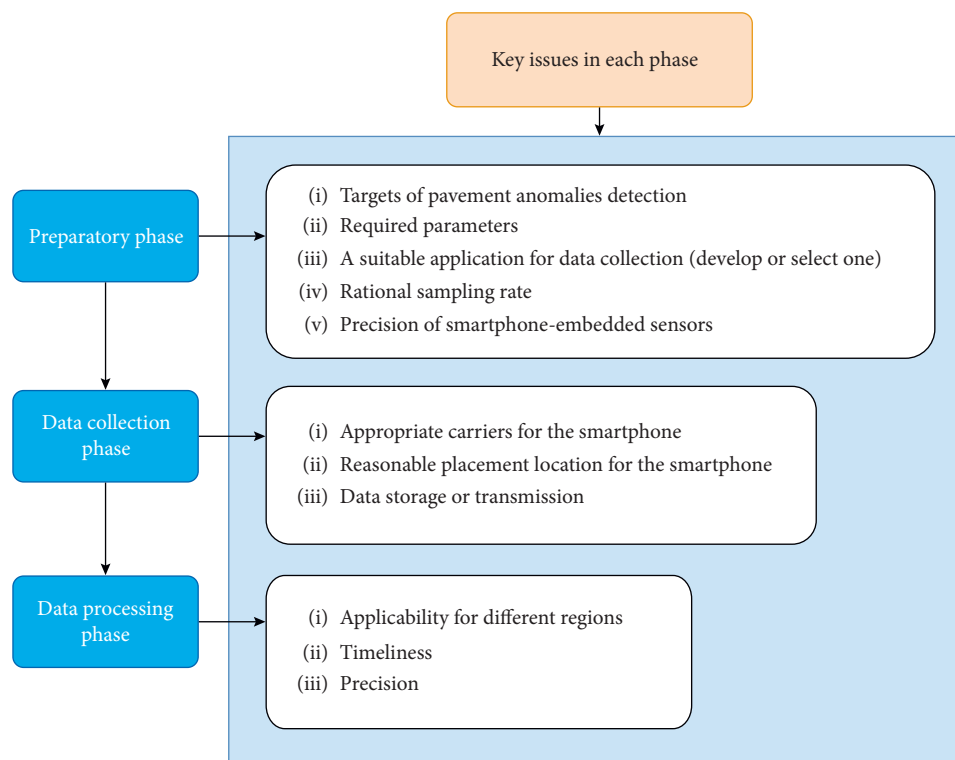 Key issues in each phase
Preparatory phase
(i) Targets of pavement anomalies detection
(ii) Required parameters
(iii) A suitable application for data collection (develop or select one)
(iv) Rational sampling rate
(v) Precision of smartphone-embedded sensors
Data collection
phase
(i) Appropriate carriers for the smartphone
(ii) Reasonable placement location for the smartphone
(iii) Data storage or transmission
Data processing
phase
(i) Applicability for different regions
(ii) Timeliness
(iii) Precision